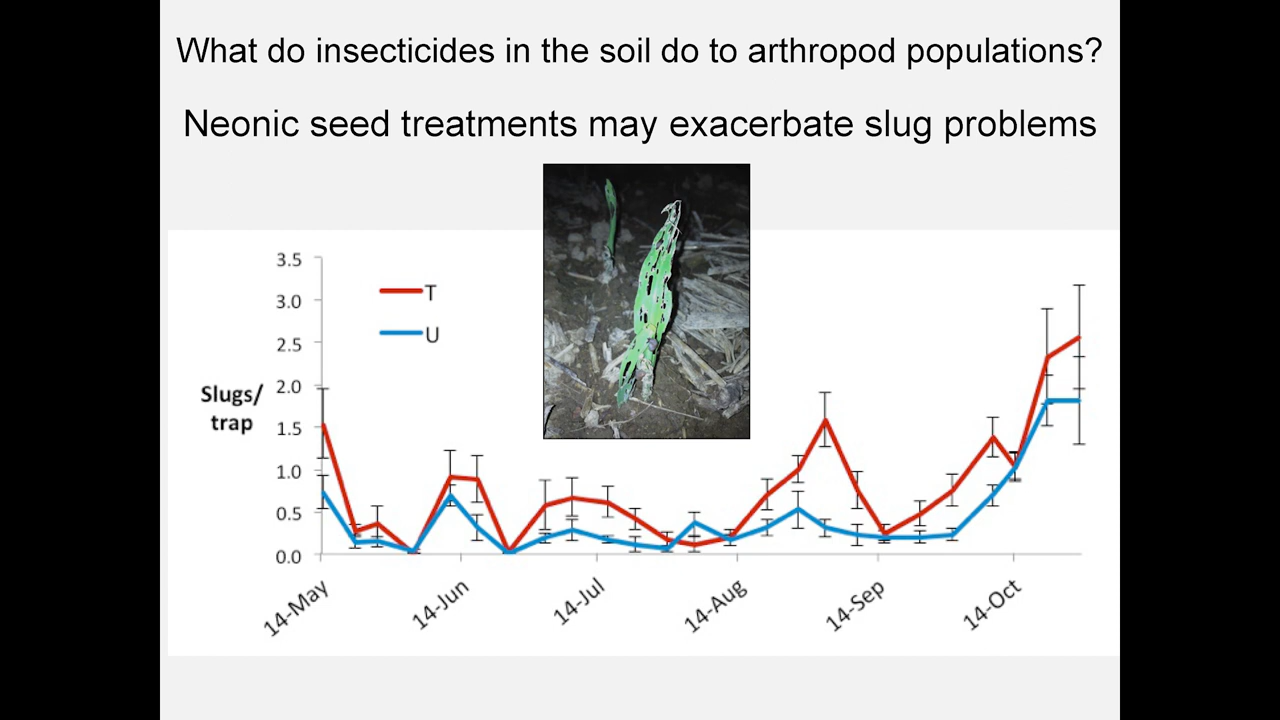 What do insecticides in the soil do to arthropod populations?
Neonic seed treatments may exacerbate slug problems
3.5
3.0
2.5
2.0
1.5
1.0
0.5
0.0
Slugs/
trap
T
U
14-May
14-Jun
14-Jul
14-Aug
14-Sep
14-Oct